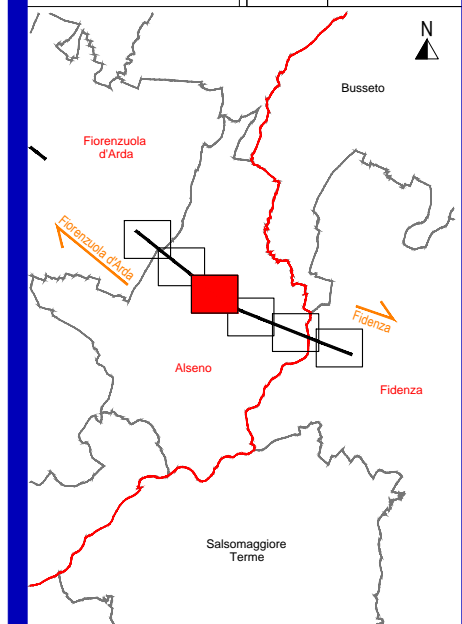 N
Busseto
Fiorenzuola
d'Arda
Fiorenzuola d'Arda
Fidenza
Alseno
Fidenza
Salsomaggiore
Terme